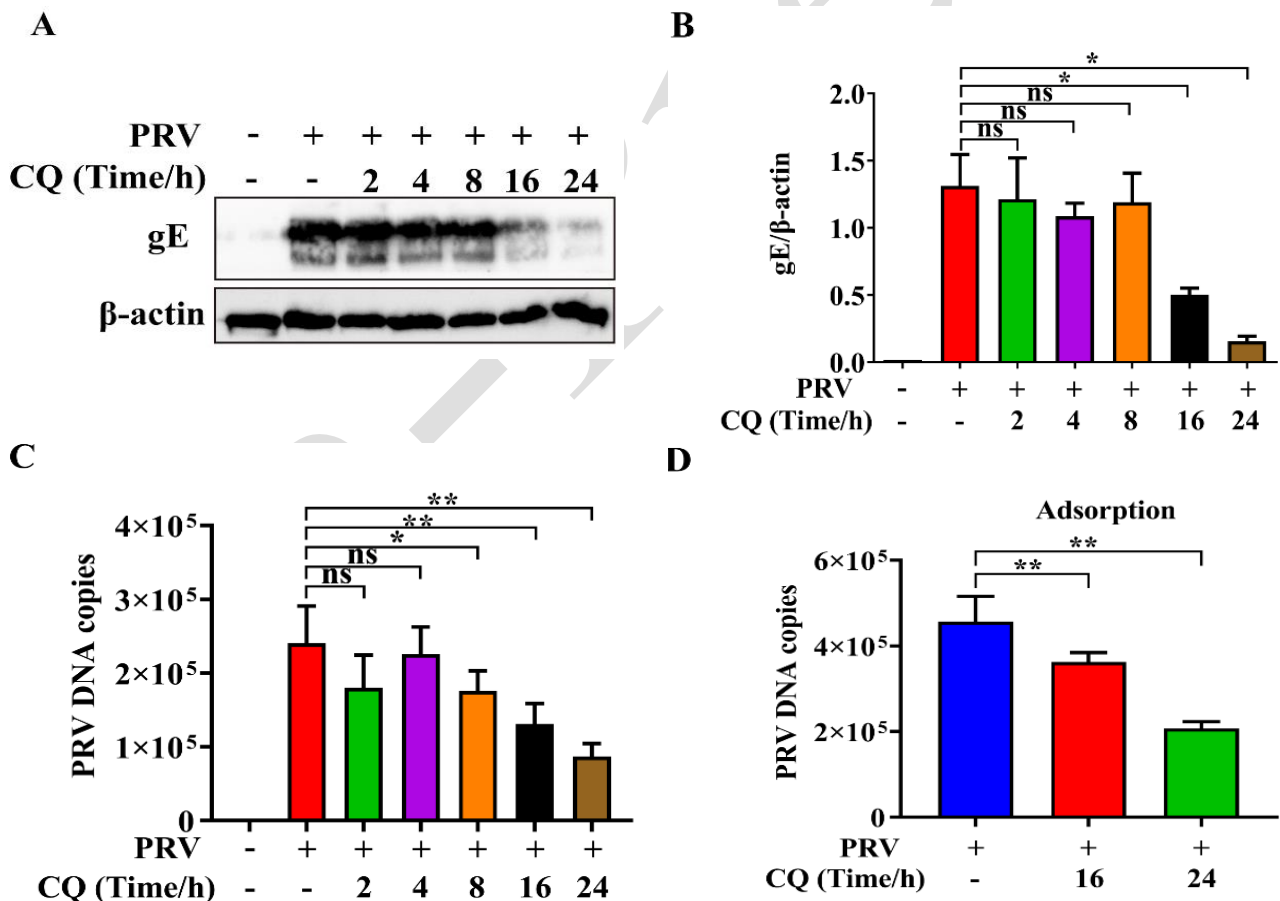 A
PRV - + + + + + +
CQ (Time/h) - - 2 4 8 16 24
gE
β-actin
B
*
*
ns
ns
ns
2.0
1.5
1.0
0.5
0.0
gE/β-actin
PRV - + + + + + +
CQ (Time/h) - - 2 4 8 16 24
C
**
**
*
ns
ns
4×10⁵
3×10⁵
2×10⁵
1×10⁵
0
PRV DNA copies
PRV - + + + + + +
CQ (Time/h) - - 2 4 8 16 24
D
Adsorption
**
**
6×10⁵
4×10⁵
2×10⁵
0
PRV DNA copies
PRV + + +
CQ (Time/h) - 16 24